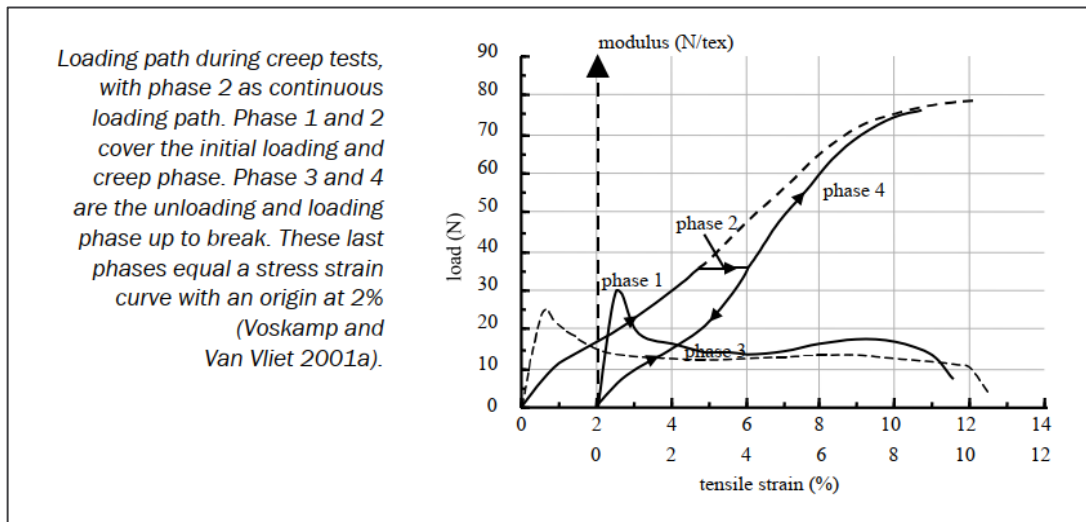 Loading path during creep tests,
with phase 2 as continuous
loading path. Phase 1 and 2
cover the initial loading and
creep phase. Phase 3 and 4
are the unloading and loading
phase up to break. These last
phases equal a stress strain
curve with an origin at 2%
(Voskamp and
Van Vliet 2001a).
modulus (N/tex)
90
80
70
60
50
40
30
20
10
0
load (N)
phase 4
phase 2
phase 1
phase 3
0 2 4 6 8 10 12 14
0 2 4 6 8 10 12
tensile strain (%)